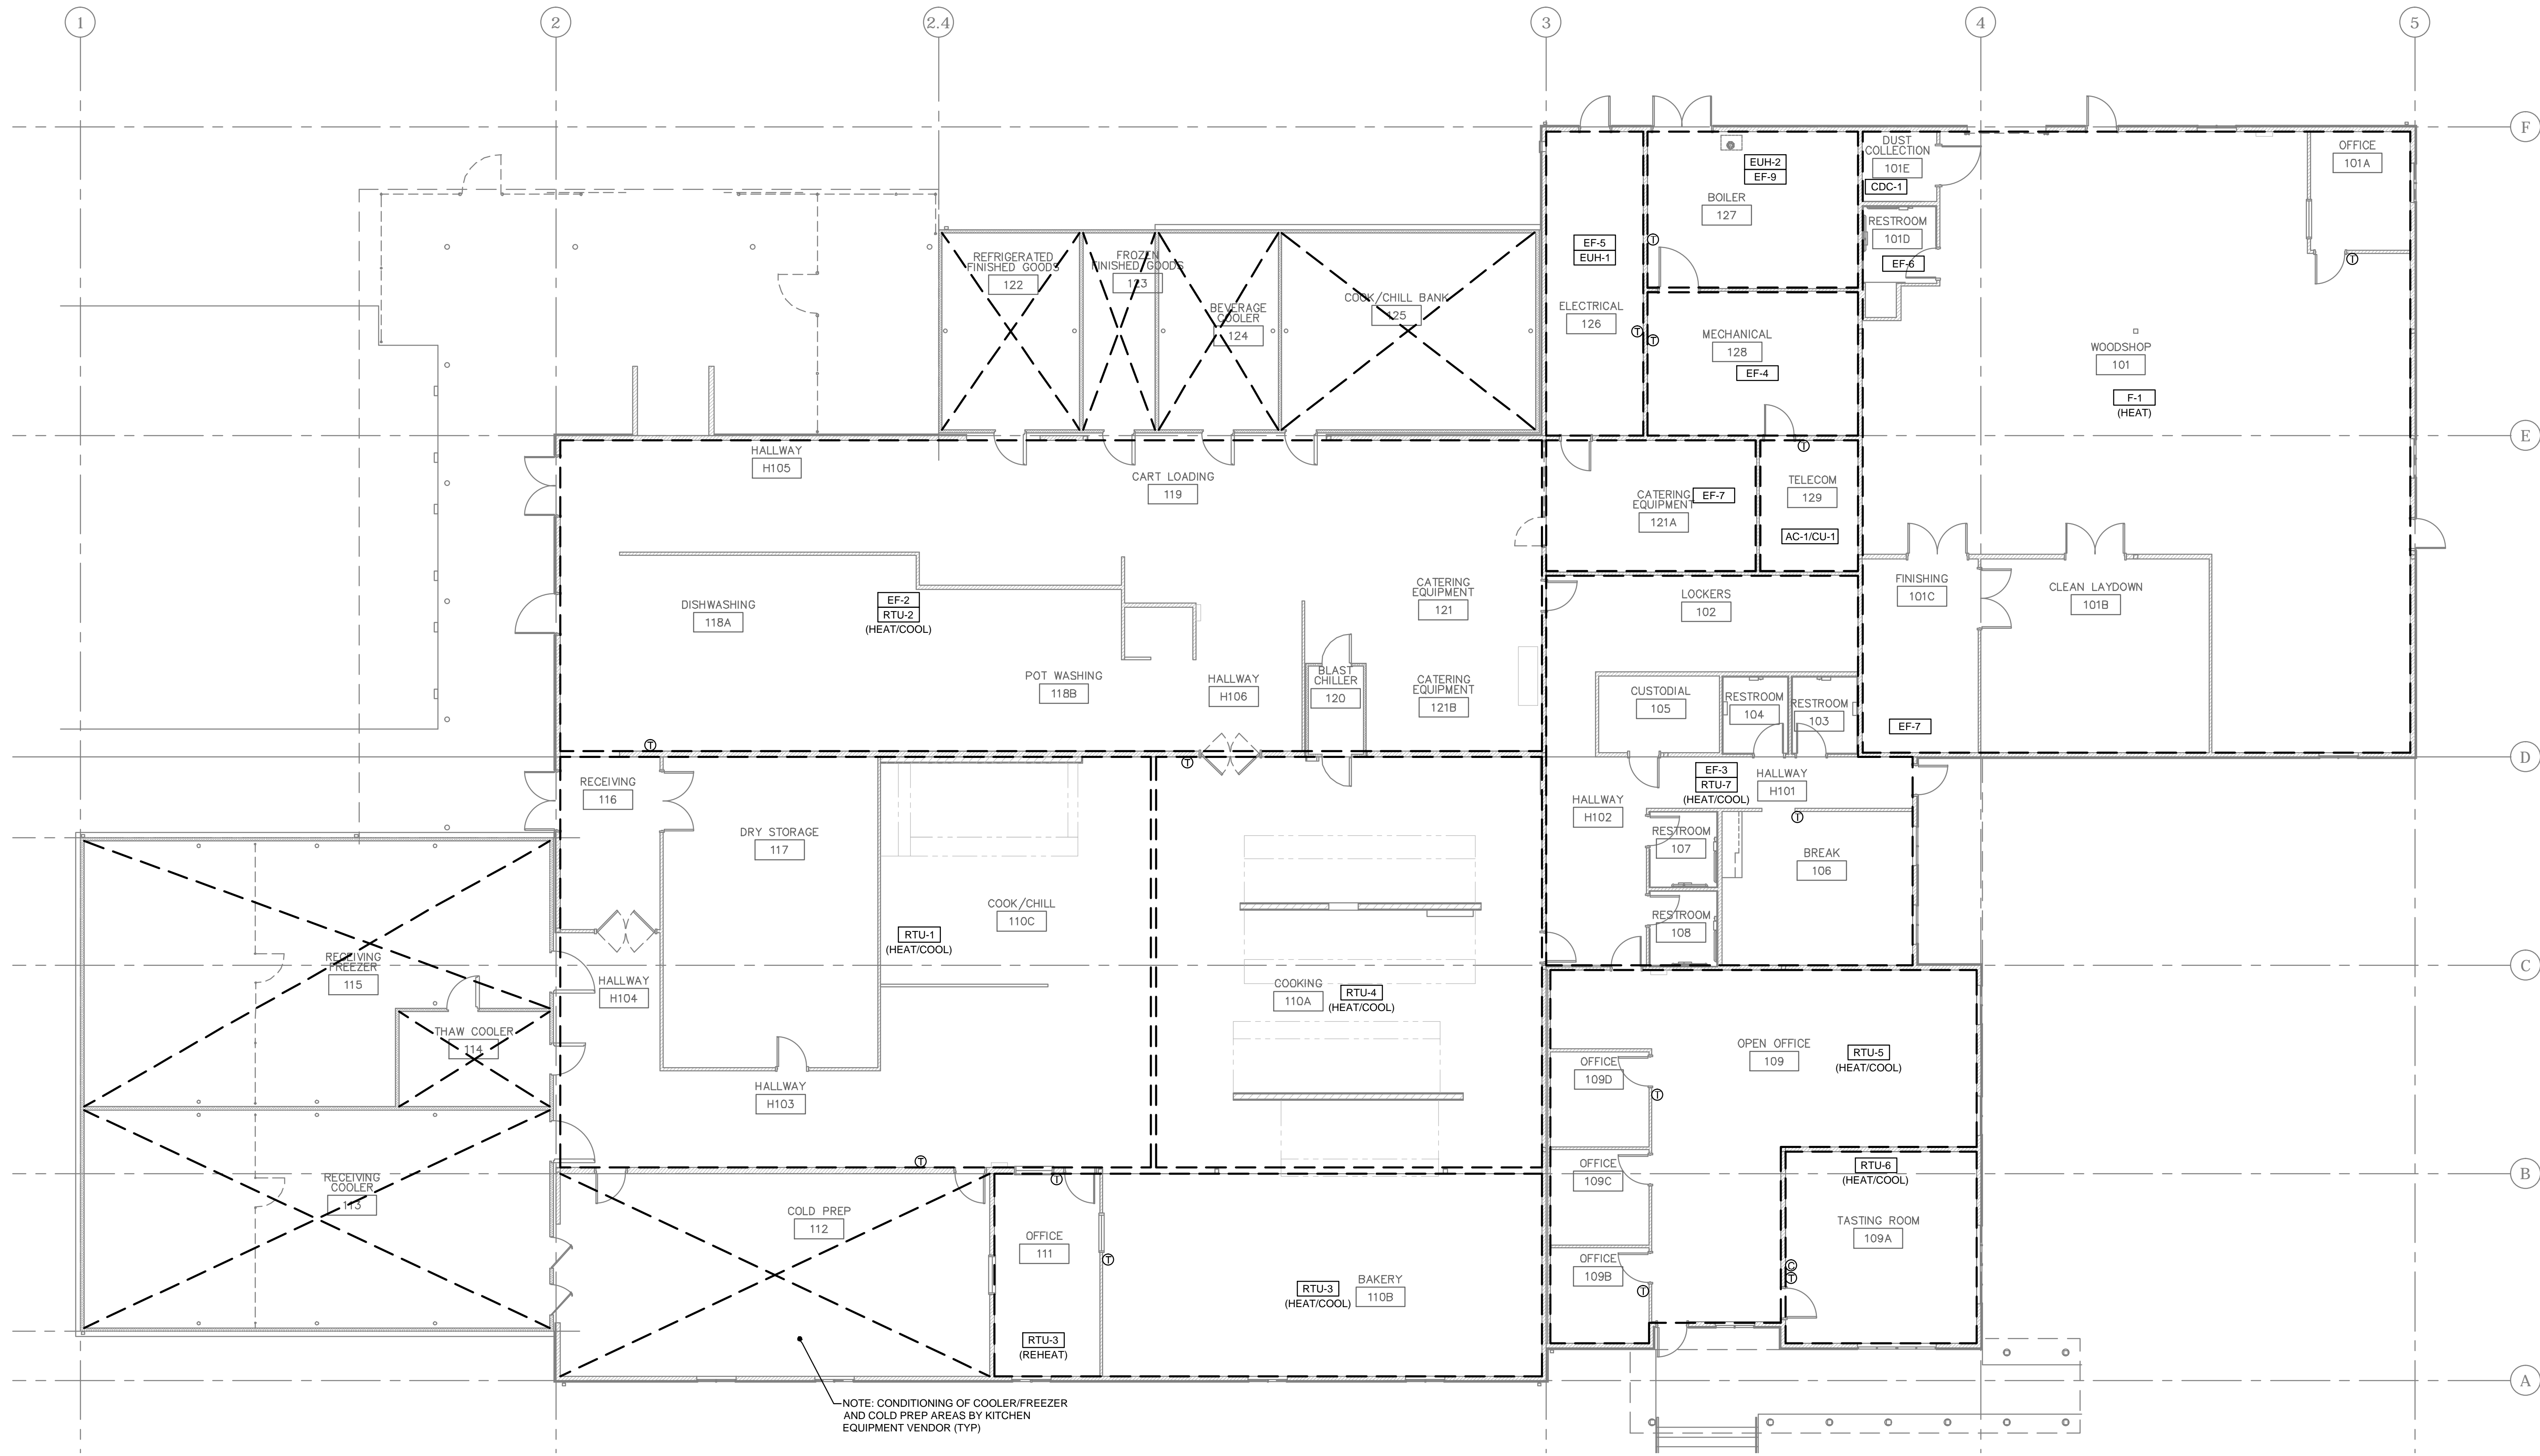 1
2
2.4
3
4
5
F
E
D
C
B
A
REFRIGERATED
FINISHED GOODS
122
FROZEN
FINISHED GOODS
123
BEVERAGE
COOLER
124
COOK/CHILL BANK
125
EF-5
EUH-1
ELECTRICAL
126
T
EUH-2
EF-9
BOILER
127
T
MECHANICAL
128
EF-4
T
DUST
COLLECTION
101E
CDC-1
RESTROOM
101D
EF-6
OFFICE
101A
T
WOODSHOP
101
F-1
(HEAT)
HALLWAY
H105
CART LOADING
119
CATERING
EQUIPMENT
121A
EF-7
T
TELECOM
129
AC-1/CU-1
FINISHING
101C
CLEAN LAYDOWN
101B
EF-7
DISHWASHING
118A
EF-2
RTU-2
(HEAT/COOL)
POT WASHING
118B
HALLWAY
H106
BLAST
CHILLER
120
CATERING
EQUIPMENT
121
CATERING
EQUIPMENT
121B
T
T
LOCKERS
102
CUSTODIAL
105
RESTROOM
104
RESTROOM
103
EF-3
RTU-7
(HEAT/COOL)
HALLWAY
H101
HALLWAY
H102
T
RESTROOM
107
RESTROOM
108
BREAK
106
RECEIVING
116
DRY STORAGE
117
COOK/CHILL
110C
RTU-1
(HEAT/COOL)
COOKING
110A
RTU-4
(HEAT/COOL)
RECEIVING
FREEZER
115
THAW COOLER
114
HALLWAY
H104
HALLWAY
H103
T
RECEIVING
COOLER
113
COLD PREP
112
OFFICE
111
T
T
RTU-3
(REHEAT)
RTU-3
(HEAT/COOL)
BAKERY
110B
OPEN OFFICE
109
RTU-5
(HEAT/COOL)
OFFICE
109D
T
OFFICE
109C
OFFICE
109B
T
RTU-6
(HEAT/COOL)
TASTING ROOM
109A
C
T
NOTE: CONDITIONING OF COOLER/FREEZER
AND COLD PREP AREAS BY KITCHEN
EQUIPMENT VENDOR (TYP)